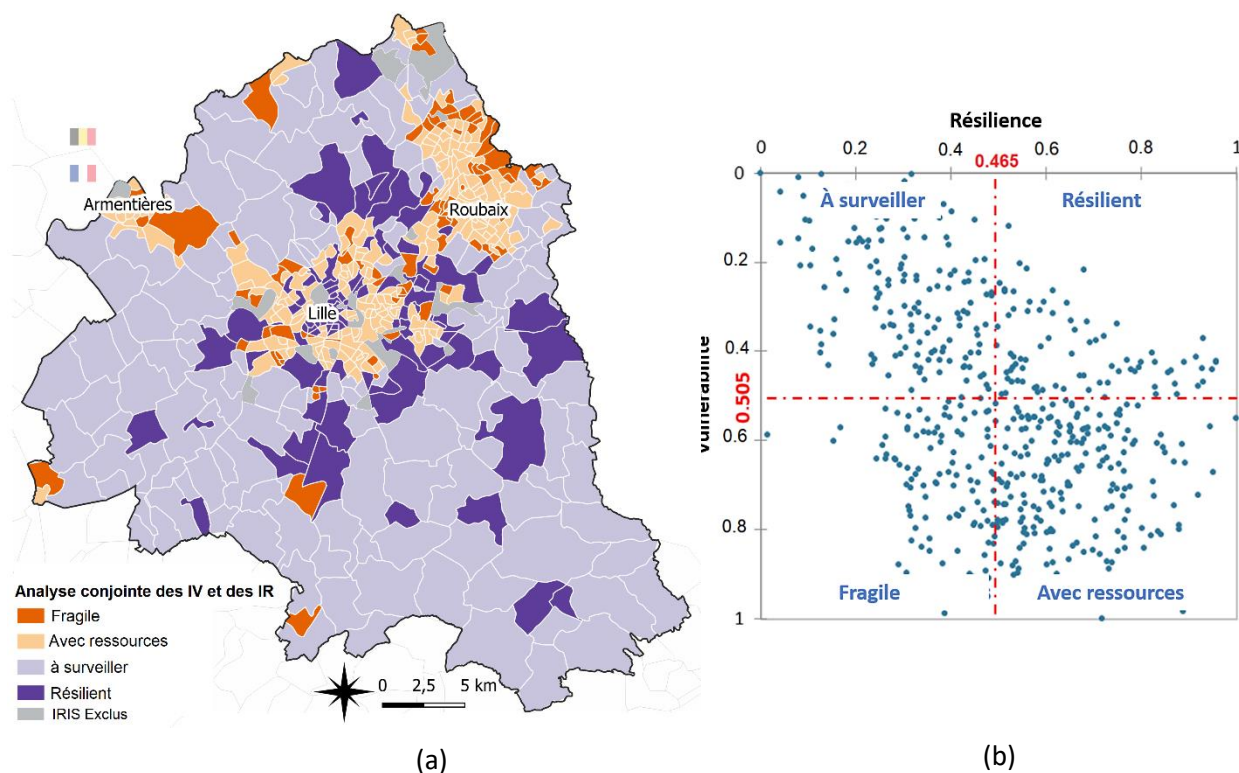 Armentières
Roubaix
Lille
Analyse conjointe des IV et des IR
Fragile
Avec ressources
à surveiller
Résilient
IRIS Exclus
0 2,5 5 km
(a)
Résilience
0 0.2 0.4 0.6 0.8 1
0.465
0
À surveiller
Résilient
0.2
0.4
Vulnérabilité
0.505
0.6
0.8
Fragile
Avec ressources
1
(b)